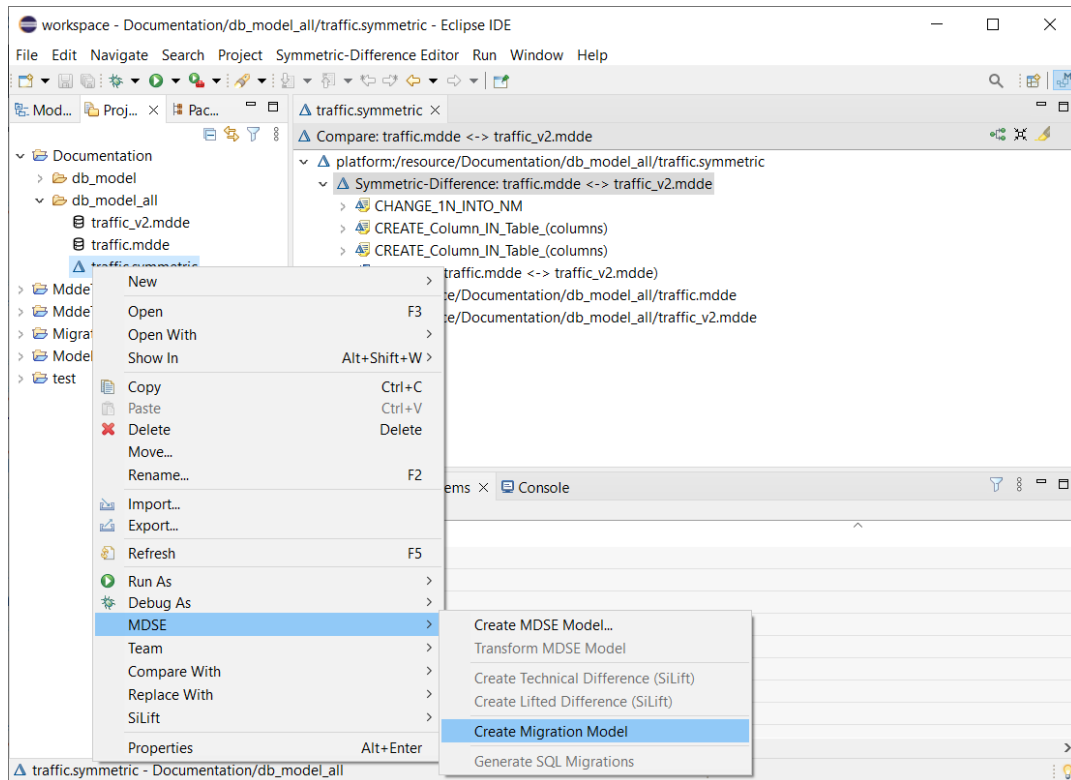 workspace - Documentation/db_model_all/traffic.symmetric - Eclipse IDE
File Edit Navigate Search Project Symmetric-Difference Editor Run Window Help
Mod... Proj... Pac...
traffic.symmetric
Compare: traffic.mdde <-> traffic_v2.mdde
Documentation
db_model
db_model_all
traffic_v2.mdde
traffic.mdde
traffic.symmetric
Mdde
Mdde
Migrat
Model
test
platform:/resource/Documentation/db_model_all/traffic.symmetric
Symmetric-Difference: traffic.mdde <-> traffic_v2.mdde
CHANGE_1N_INTO_NM
CREATE_Column_IN_Table_(columns)
CREATE_Column_IN_Table_(columns)
traffic.mdde <-> traffic_v2.mdde)
e/Documentation/db_model_all/traffic.mdde
e/Documentation/db_model_all/traffic_v2.mdde
New
Open F3
Open With
Show In Alt+Shift+W
Copy Ctrl+C
Paste Ctrl+V
Delete Delete
Move...
Rename... F2
Import...
Export...
Refresh F5
Run As
Debug As
MDSE
Team
Compare With
Replace With
SiLift
Properties Alt+Enter
ems Console
Create MDSE Model...
Transform MDSE Model
Create Technical Difference (SiLift)
Create Lifted Difference (SiLift)
Create Migration Model
Generate SQL Migrations
traffic.symmetric - Documentation/db_model_all